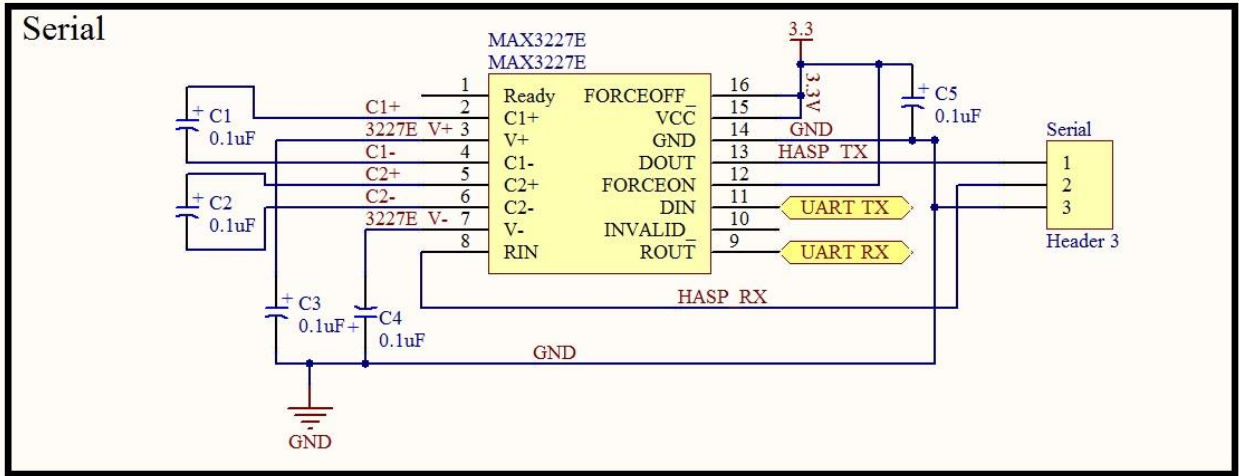 Serial
MAX3227E
MAX3227E
3.3
3.3V
1 Ready FORCEOFF_ 16
C1+ 2 C1+ VCC 15
3227E V+ 3 V+ GND 14 GND
C1- 4 C1- DOUT 13 HASP TX
C2+ 5 C2+ FORCEON 12
C2- 6 C2- DIN 11 UART TX
3227E V- 7 V- INVALID_ 10
8 RIN ROUT 9 UART RX
+ C1
0.1uF
+ C2
0.1uF
+ C3
0.1uF
+ C4
0.1uF
+ C5
0.1uF
Serial
1
2
3
Header 3
HASP RX
GND
GND